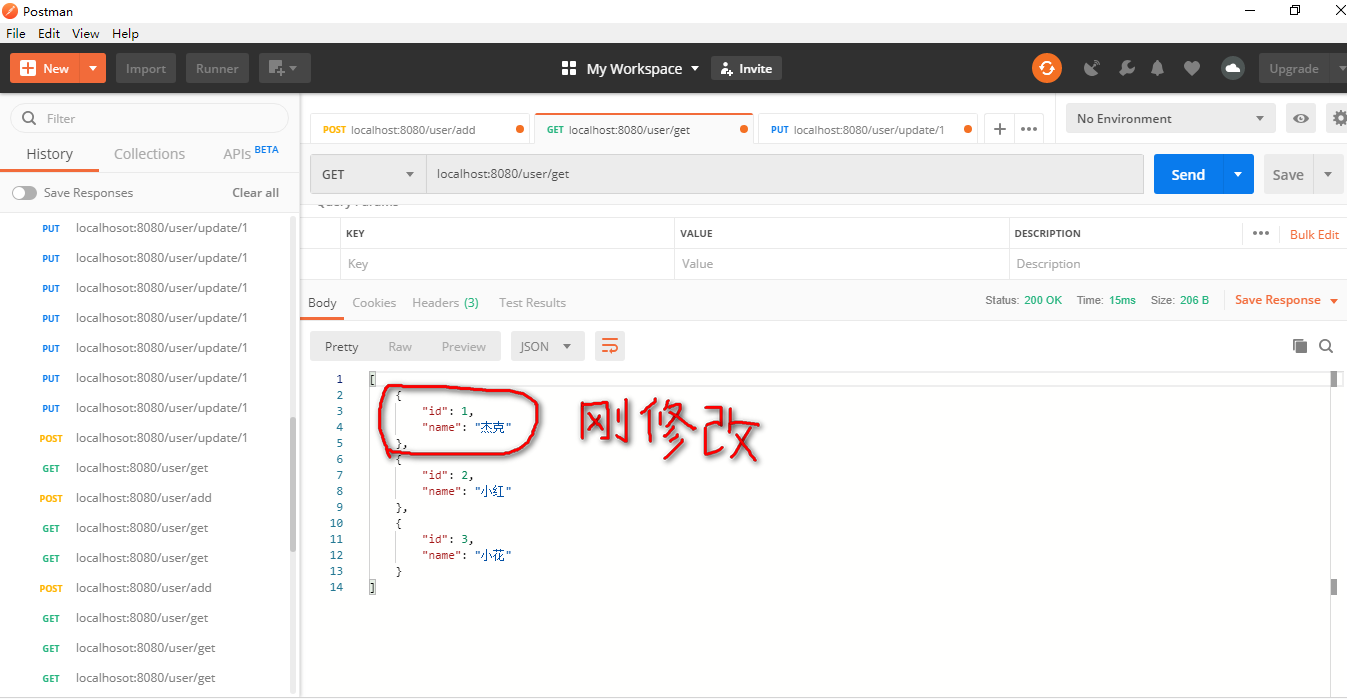 Postman
File Edit View Help
New Import Runner My Workspace Invite Upgrade
Filter
History Collections APIs BETA
Save Responses Clear all
PUT localhosot:8080/user/update/1
PUT localhosot:8080/user/update/1
PUT localhosot:8080/user/update/1
PUT localhosot:8080/user/update/1
PUT localhosot:8080/user/update/1
PUT localhosot:8080/user/update/1
PUT localhosot:8080/user/update/1
POST localhosot:8080/user/update/1
GET localhost:8080/user/get
POST localhost:8080/user/add
GET localhost:8080/user/get
GET localhost:8080/user/get
POST localhost:8080/user/add
GET localhost:8080/user/get
GET localhosot:8080/user/get
GET localhosot:8080/user/get
POST localhost:8080/user/add
GET localhost:8080/user/get
PUT localhost:8080/user/update/1
No Environment
GET localhost:8080/user/get Send Save
Query Params
KEY VALUE DESCRIPTION Bulk Edit
Key Value Description
Body Cookies Headers (3) Test Results Status: 200 OK Time: 15ms Size: 206 B Save Response
Pretty Raw Preview JSON
1 [
2 {
3 "id": 1,
4 "name": "杰克"
5 },
6 {
7 "id": 2,
8 "name": "小红"
9 },
10 {
11 "id": 3,
12 "name": "小花"
13 }
14 ]
刚修改